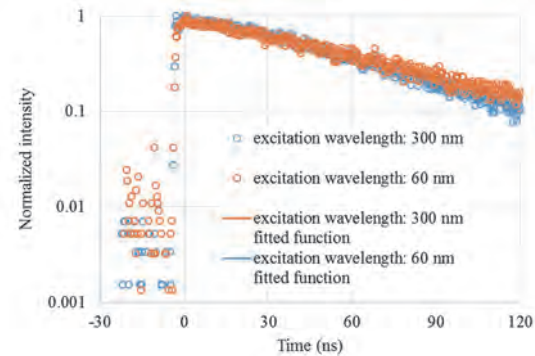 1
0.1
0.01
0.001
Normalized intensity
excitation wavelength: 300 nm
excitation wavelength: 60 nm
excitation wavelength: 300 nm
fitted function
excitation wavelength: 60 nm
fitted function
-30 0 30 60 90 120
Time (ns)